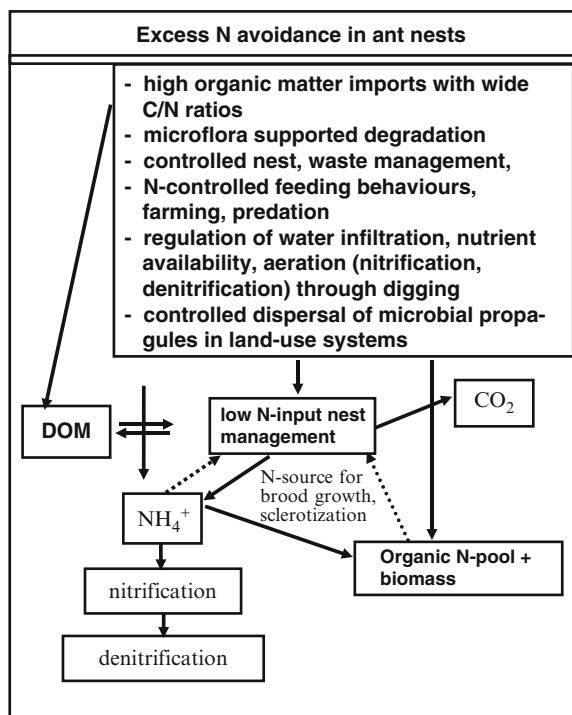 Excess N avoidance in ant nests
- high organic matter imports with wide
C/N ratios
- microflora supported degradation
- controlled nest, waste management,
- N-controlled feeding behaviours,
farming, predation
- regulation of water infiltration, nutrient
availability, aeration (nitrification,
denitrification) through digging
- controlled dispersal of microbial propa-
gules in land-use systems
DOM
low N-input nest
management
CO₂
N-source for
brood growth,
sclerotization
NH₄⁺
Organic N-pool +
biomass
nitrification
denitrification